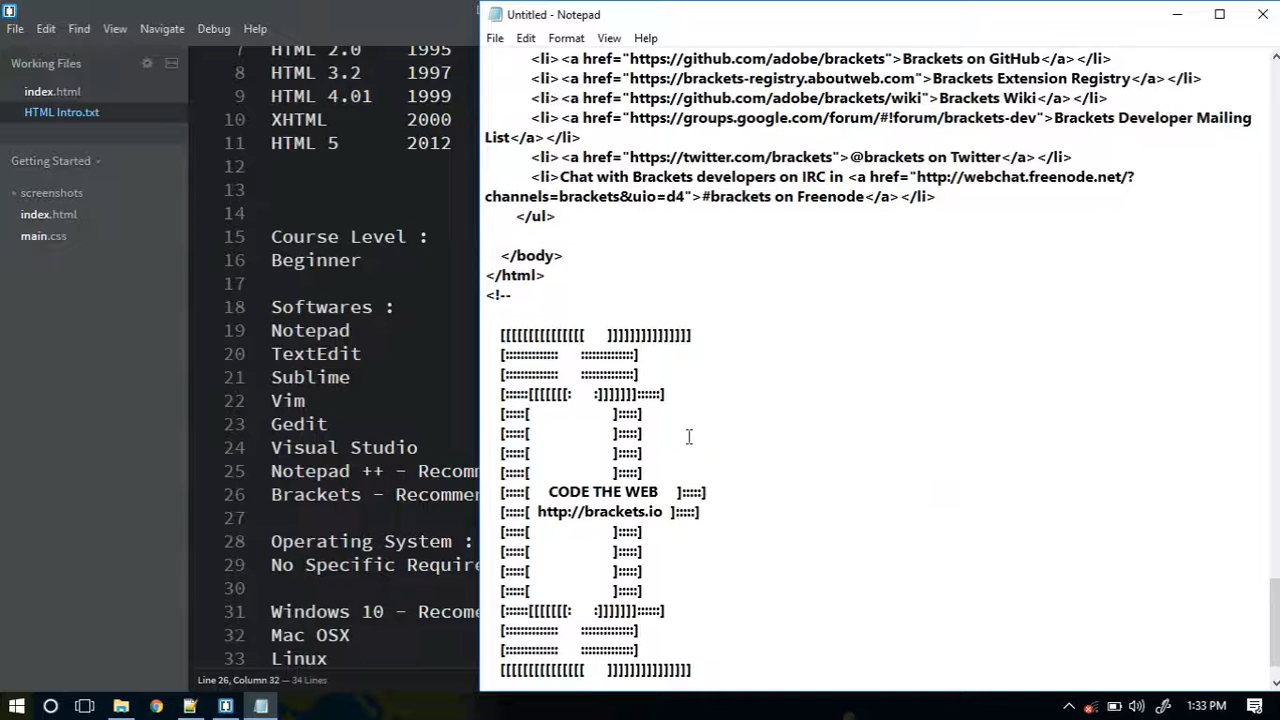 Untitled - Notepad
File Edit Find View Navigate Debug Help
File Edit Format View Help
Working Files
index.html
HTML Intro.txt
Getting Started
screenshots
index.html
main.css
7 HTML 2.0 1995
8 HTML 3.2 1997
9 HTML 4.01 1999
10 XHTML 2000
11 HTML 5 2012
12
13
14
15 Course Level :
16 Beginner
17
18 Softwares :
19 Notepad
20 TextEdit
21 Sublime
22 Vim
23 Gedit
24 Visual Studio
25 Notepad ++ - Recomm
26 Brackets - Recommen
27
28 Operating System :
29 No Specific Require
30
31 Windows 10 - Recome
32 Mac OSX
33 Linux
Line 26, Column 32 — 34 Lines
<li><a href="https://github.com/adobe/brackets">Brackets on GitHub</a></li>
<li><a href="https://brackets-registry.aboutweb.com">Brackets Extension Registry</a></li>
<li><a href="https://github.com/adobe/brackets/wiki">Brackets Wiki</a></li>
<li><a href="https://groups.google.com/forum/#!forum/brackets-dev">Brackets Developer Mailing
List</a></li>
<li><a href="https://twitter.com/brackets">@brackets on Twitter</a></li>
<li>Chat with Brackets developers on IRC in <a href="http://webchat.freenode.net/?
channels=brackets&uio=d4">#brackets on Freenode</a></li>
</ul>
</body>
</html>
<!--
[[[[[[[[[[[[[[[ ]]]]]]]]]]]]]]]
[:::::::::::::: ::::::::::::::]
[:::::::::::::: ::::::::::::::]
[::::::[[[[[[[: :]]]]]]]::::::]
[:::::[ ]:::::]
[:::::[ ]:::::]
[:::::[ ]:::::]
[:::::[ ]:::::]
[:::::[ CODE THE WEB ]:::::]
[:::::[ http://brackets.io ]:::::]
[:::::[ ]:::::]
[:::::[ ]:::::]
[:::::[ ]:::::]
[:::::[ ]:::::]
[::::::[[[[[[[: :]]]]]]]::::::]
[:::::::::::::: ::::::::::::::]
[:::::::::::::: ::::::::::::::]
[[[[[[[[[[[[[[[ ]]]]]]]]]]]]]]]
1:33 PM